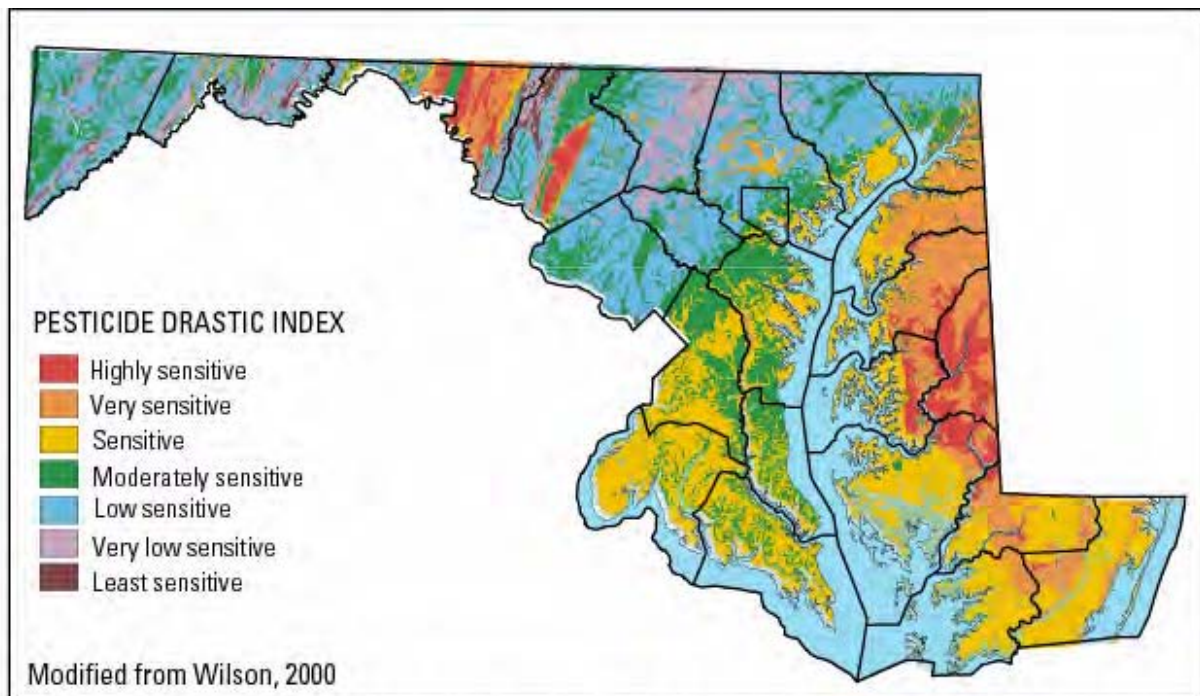 PESTICIDE DRASTIC INDEX
Highly sensitive
Very sensitive
Sensitive
Moderately sensitive
Low sensitive
Very low sensitive
Least sensitive
Modified from Wilson, 2000